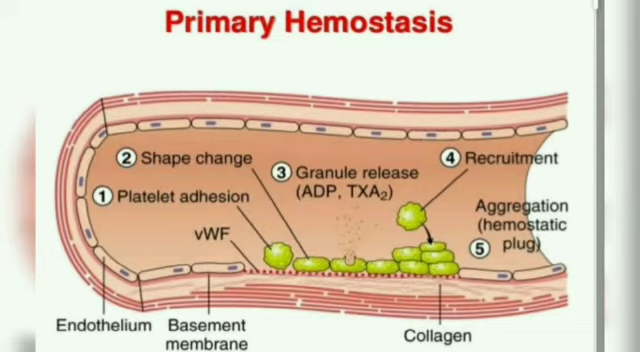 Primary Hemostasis
② Shape change
③ Granule release
(ADP, TXA₂)
④ Recruitment
① Platelet adhesion
Aggregation
(hemostatic
⑤ plug)
vWF
Endothelium
Basement
membrane
Collagen